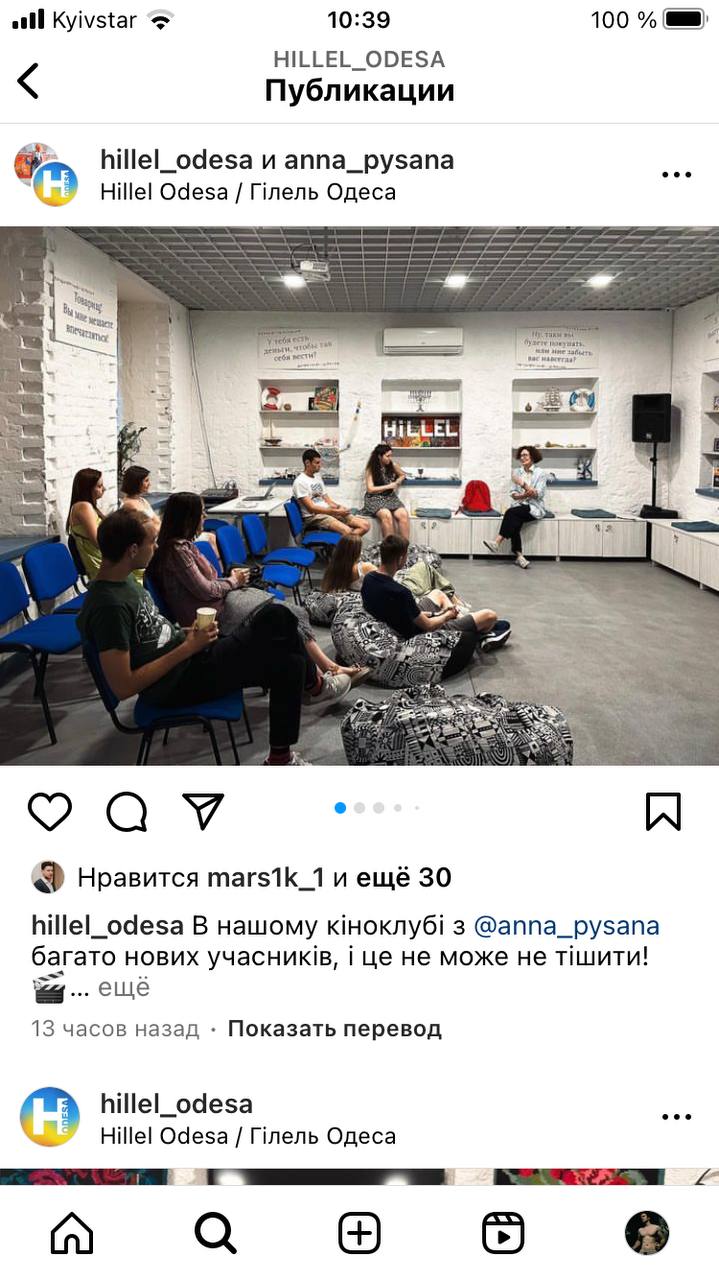 Kyivstar 10:39 100 %
HILLEL_ODESA
Публикации
hillel_odesa и anna_pysana
Hillel Odesa / Гілель Одеса
H ODESA
Товарищ!
Вы мне мешаете
впечатляться!
У тебя есть
деньги, чтобы так
себя вести?
Ну, таки вы
будете покупать,
или мне забыть
вас навсегда?
HiLLEL
Нравится mars1k_1 и ещё 30
hillel_odesa В нашому кіноклубі з @anna_pysana
багато нових учасників, і це не може не тішити!
... ещё
13 часов назад · Показать перевод
H ODESA
hillel_odesa
Hillel Odesa / Гілель Одеса